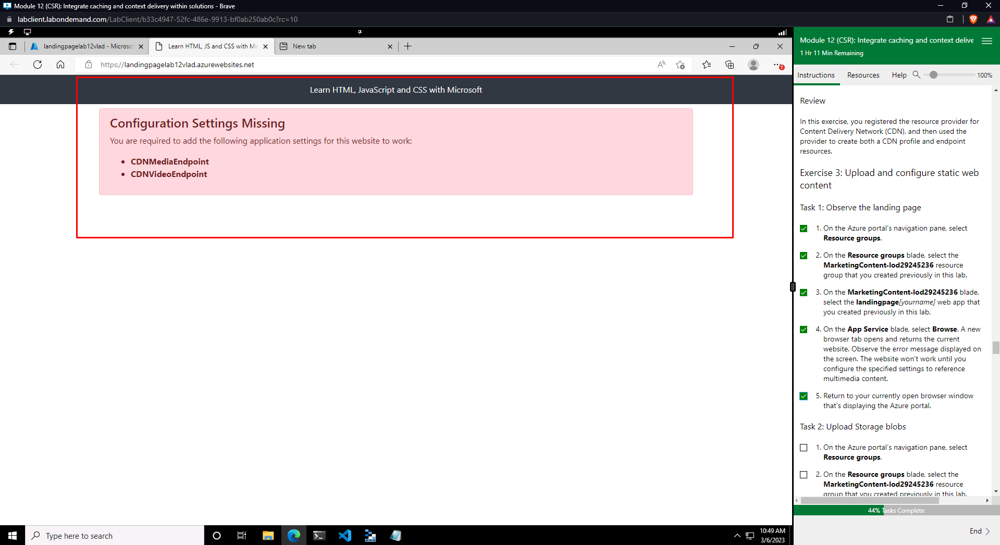 Module 12 (CSR): Integrate caching and context delivery within solutions - Brave
labclient.labondemand.com/LabClient/b33c4947-52fc-486e-9913-bf0ab250ab0c?rc=10
landingpagelab12vlad - Microso
Learn HTML, JS and CSS with Mic
New tab
https://landingpagelab12vlad.azurewebsites.net
Learn HTML, JavaScript and CSS with Microsoft
Configuration Settings Missing
You are required to add the following application settings for this website to work:
CDNMediaEndpoint
CDNVideoEndpoint
Type here to search
10:49 AM
3/6/2023
Module 12 (CSR): Integrate caching and context delive
1 Hr 11 Min Remaining
Instructions
Resources
Help
100%
Review
In this exercise, you registered the resource provider for
Content Delivery Network (CDN), and then used the
provider to create both a CDN profile and endpoint
resources.
Exercise 3: Upload and configure static web
content
Task 1: Observe the landing page
1. On the Azure portal's navigation pane, select
Resource groups.
2. On the Resource groups blade, select the
MarketingContent-lod29245236 resource
group that you created previously in this lab.
3. On the MarketingContent-lod29245236 blade,
select the landingpage[yourname] web app that
you created previously in this lab.
4. On the App Service blade, select Browse. A new
browser tab opens and returns the current
website. Observe the error message displayed on
the screen. The website won't work until you
configure the specified settings to reference
multimedia content.
5. Return to your currently open browser window
that's displaying the Azure portal.
Task 2: Upload Storage blobs
1. On the Azure portal's navigation pane, select
Resource groups.
2. On the Resource groups blade, select the
MarketingContent-lod29245236 resource
group that you created previously in this lab.
44% Tasks Complete
End